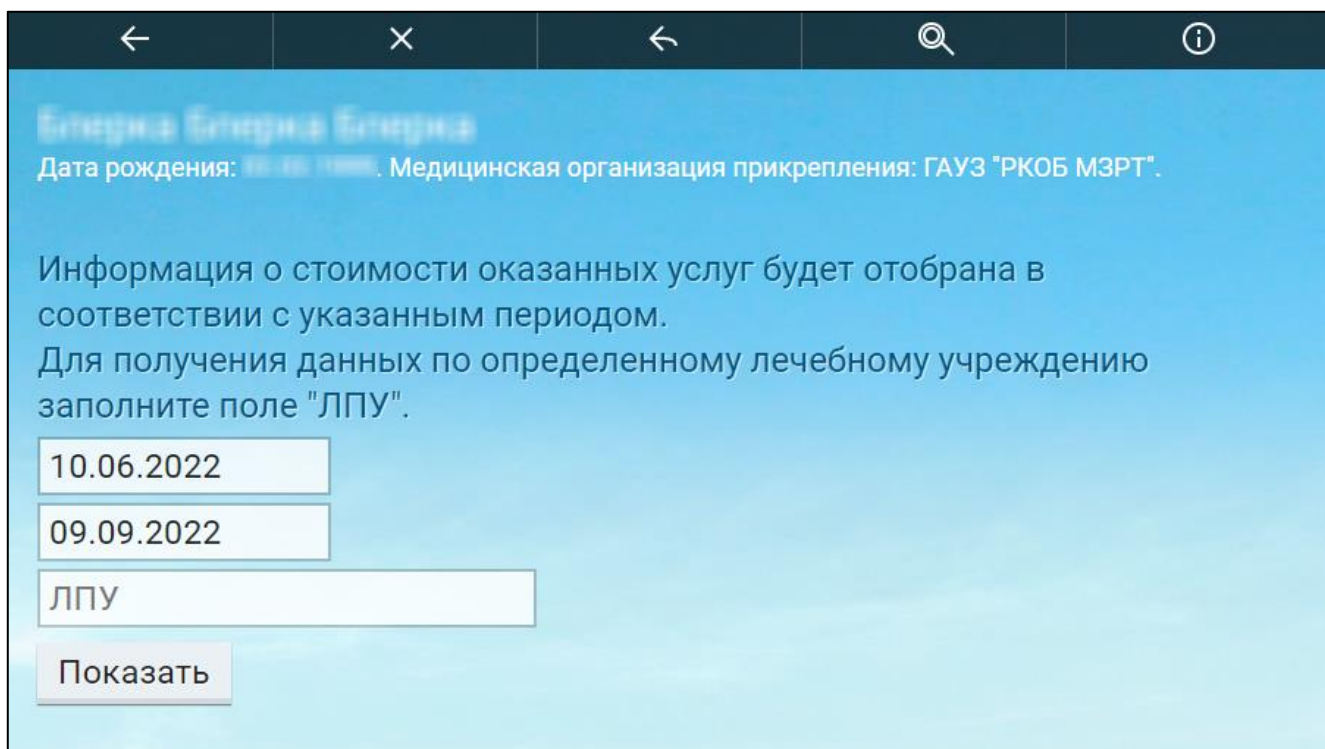 Дата рождения: . Медицинская организация прикрепления: ГАУЗ "РКОБ МЗРТ".
Информация о стоимости оказанных услуг будет отобрана в
соответствии с указанным периодом.
Для получения данных по определенному лечебному учреждению
заполните поле "ЛПУ".
10.06.2022
09.09.2022
ЛПУ
Показать